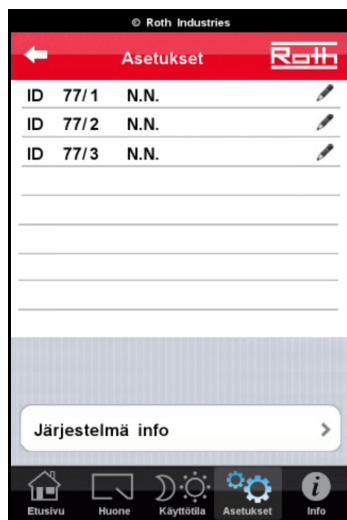 © Roth Industries
Asetukset
Roth
ID 77/1 N.N.
ID 77/2 N.N.
ID 77/3 N.N.
Järjestelmä info
Etusivu Huone Käyttötila Asetukset Info